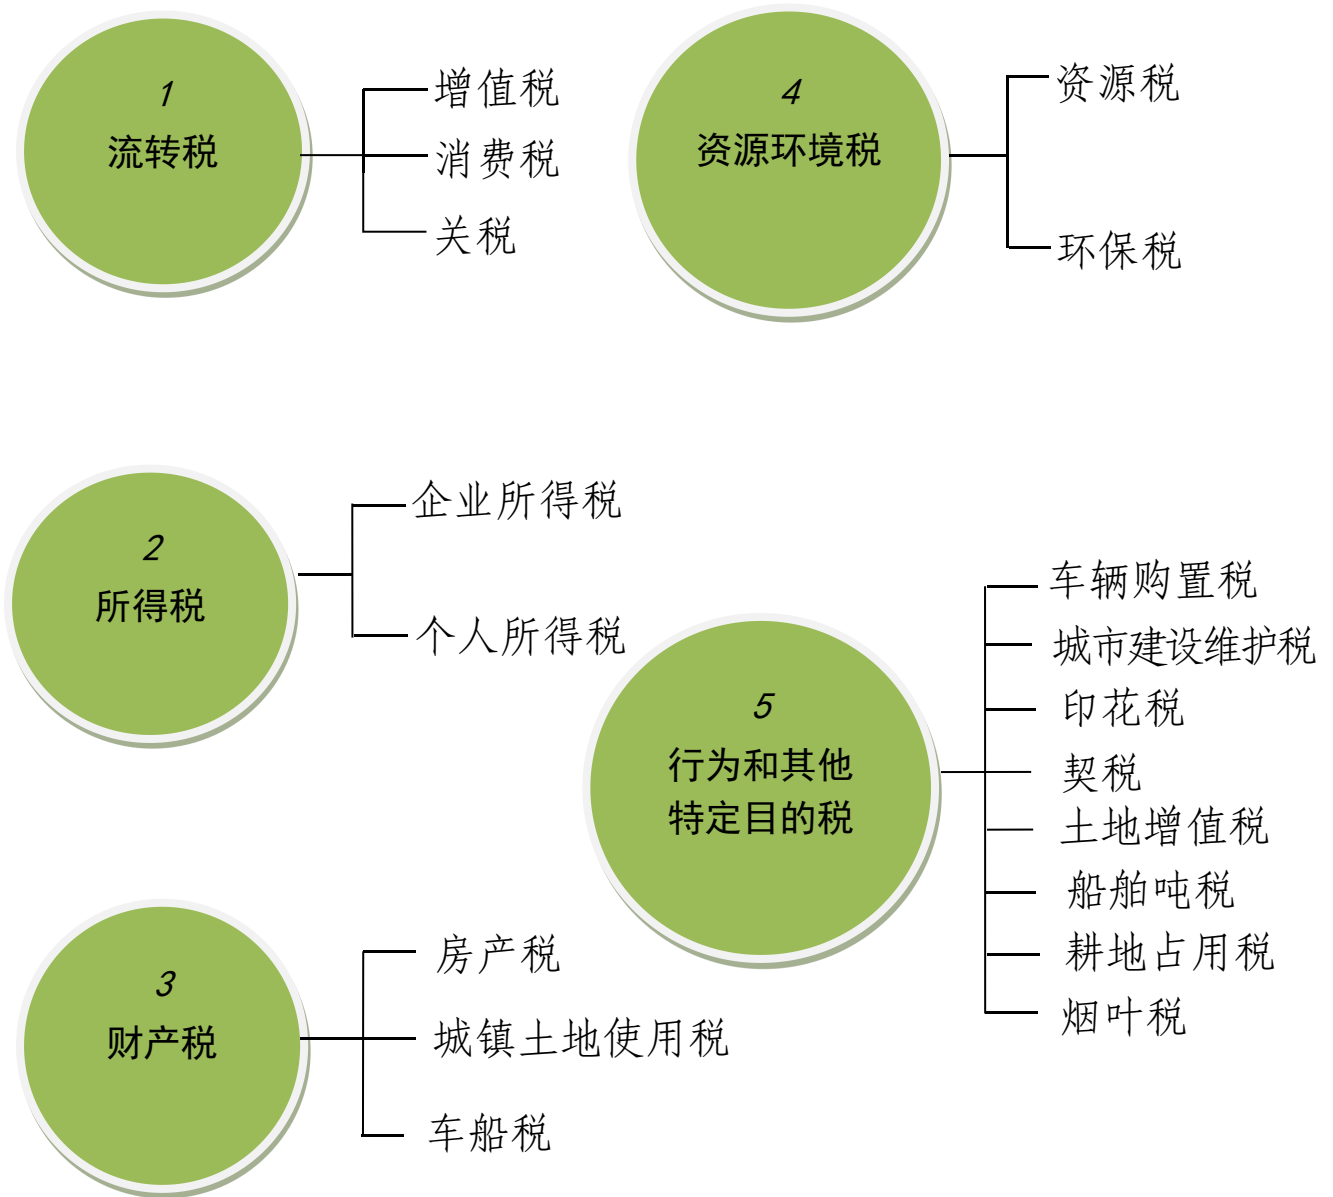 1
流转税
增值税
消费税
关税
2
所得税
企业所得税
个人所得税
3
财产税
房产税
城镇土地使用税
车船税
4
资源环境税
资源税
环保税
5
行为和其他
特定目的税
车辆购置税
城市建设维护税
印花税
契税
土地增值税
船舶吨税
耕地占用税
烟叶税